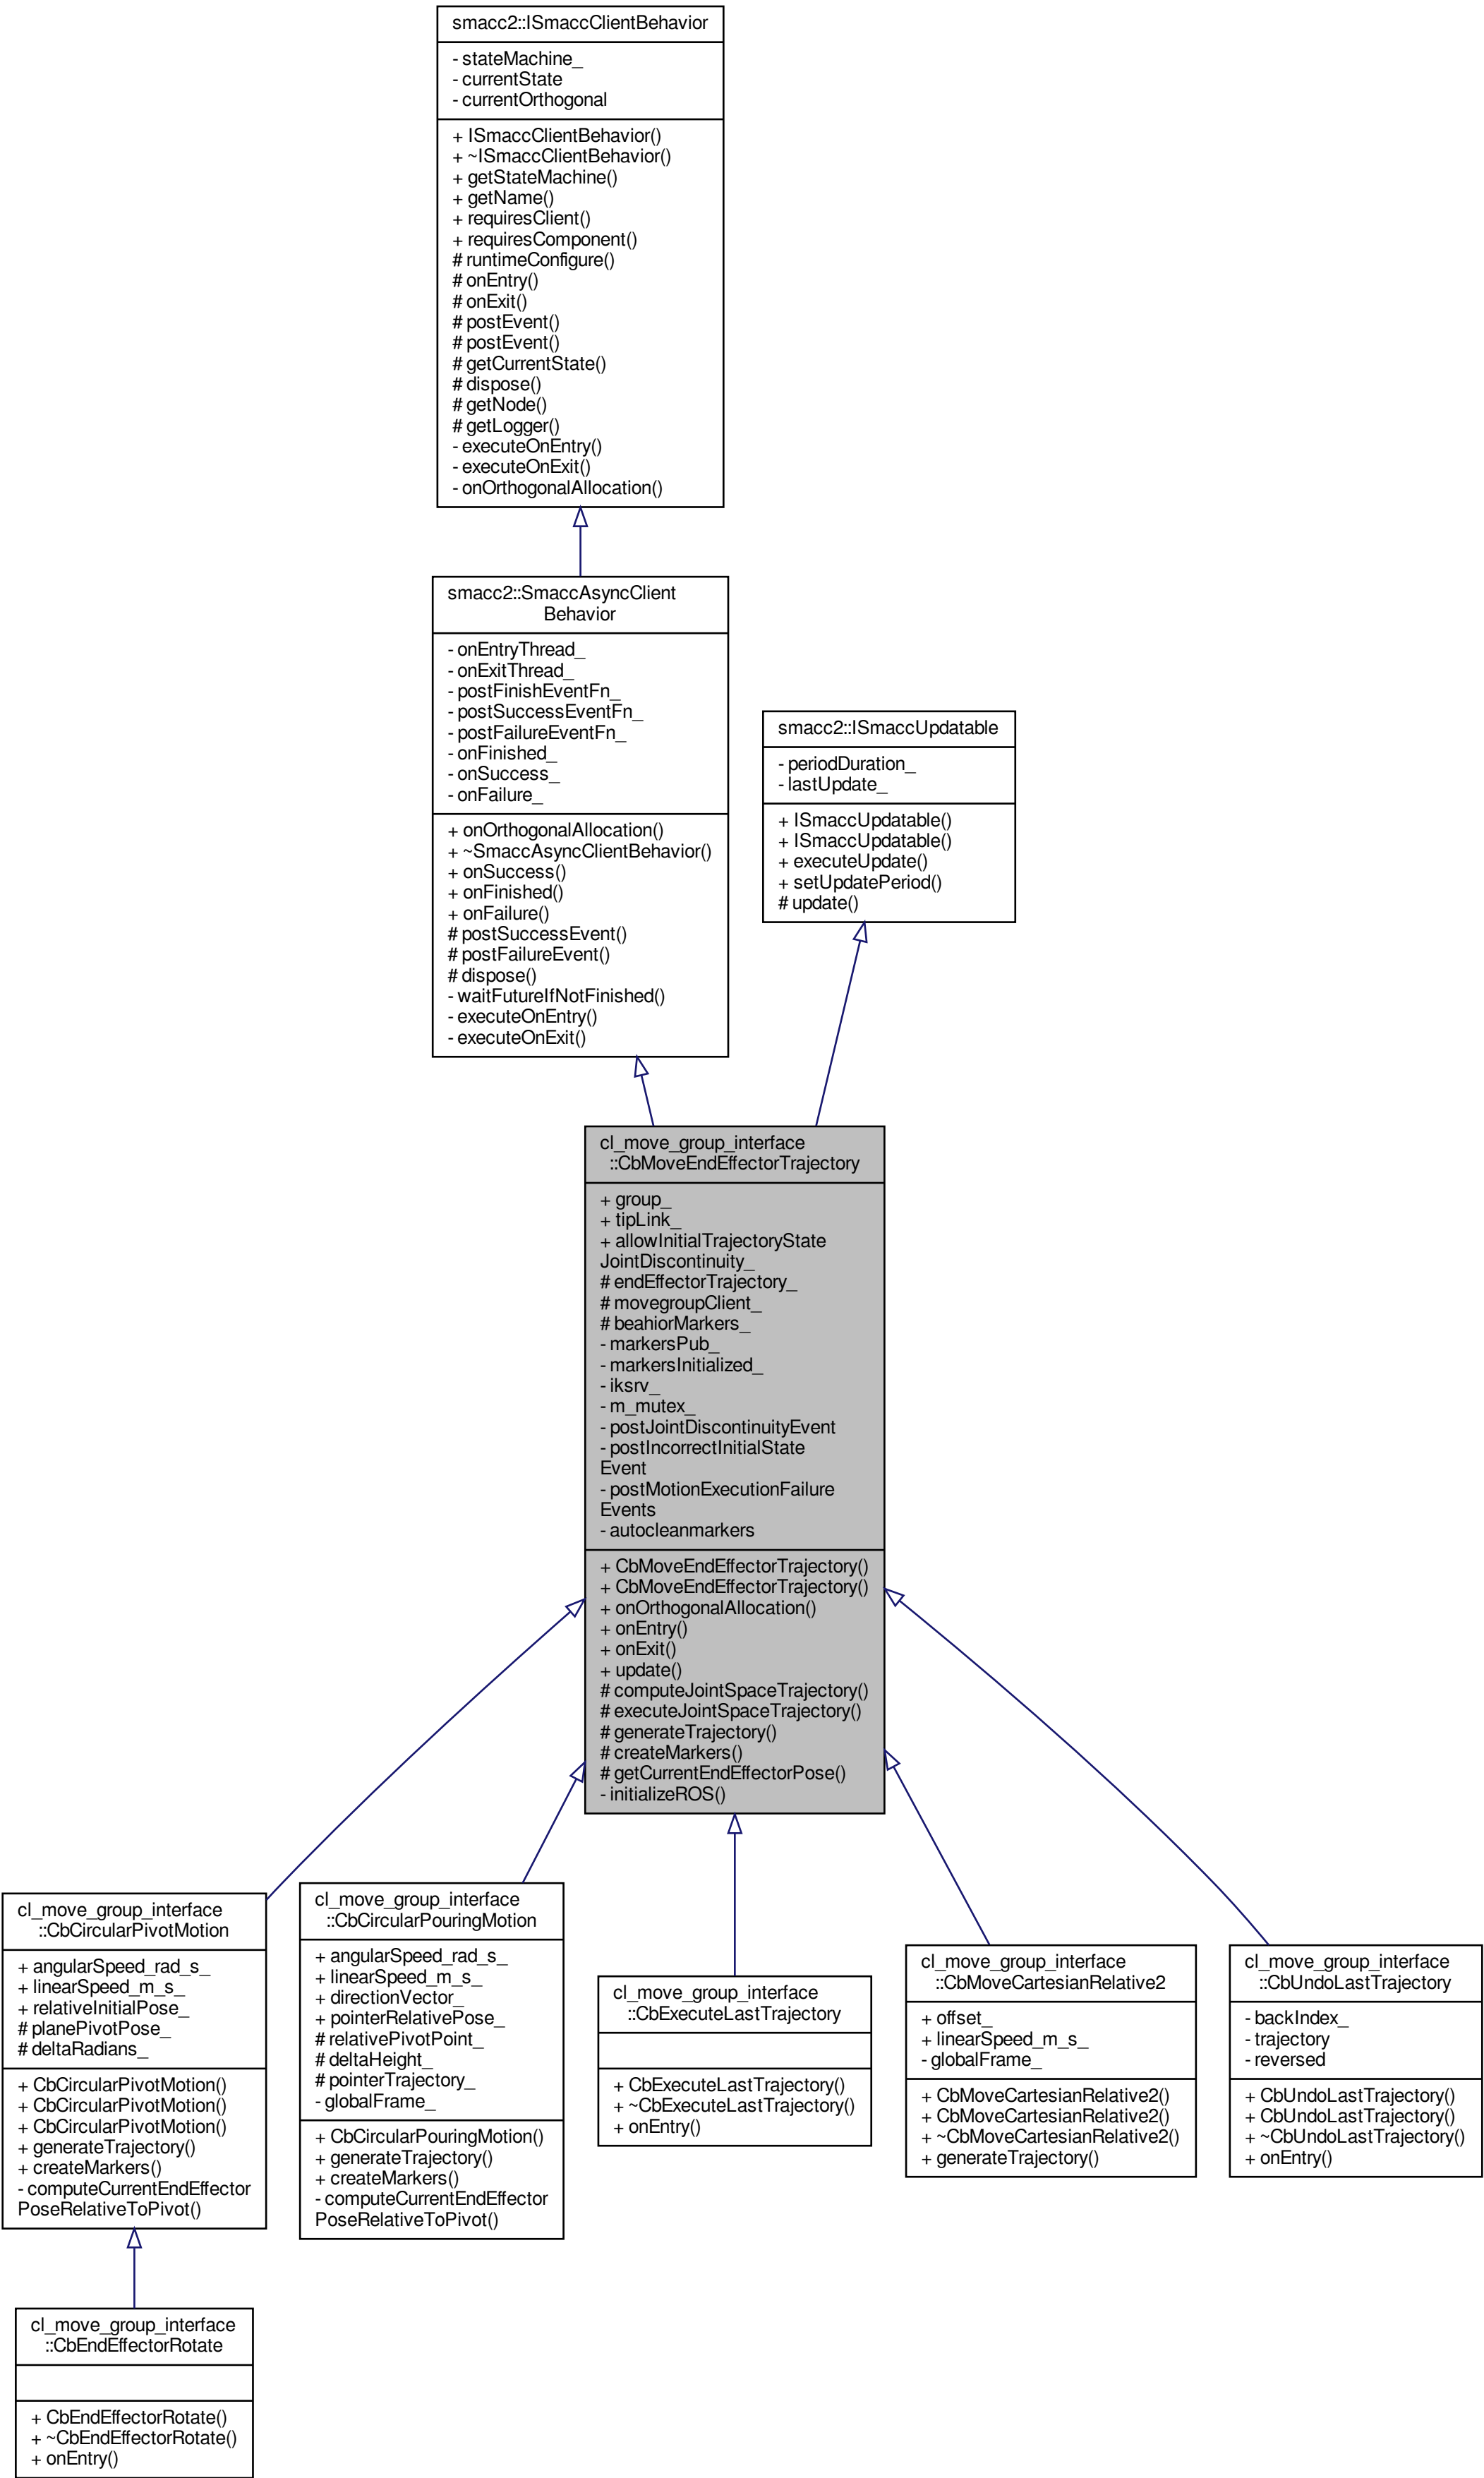 smacc2::ISmaccClientBehavior
- stateMachine_
- currentState
- currentOrthogonal
+ ISmaccClientBehavior()
+ ~ISmaccClientBehavior()
+ getStateMachine()
+ getName()
+ requiresClient()
+ requiresComponent()
# runtimeConfigure()
# onEntry()
# onExit()
# postEvent()
# postEvent()
# getCurrentState()
# dispose()
# getNode()
# getLogger()
- executeOnEntry()
- executeOnExit()
- onOrthogonalAllocation()
smacc2::SmaccAsyncClient
Behavior
- onEntryThread_
- onExitThread_
- postFinishEventFn_
- postSuccessEventFn_
- postFailureEventFn_
- onFinished_
- onSuccess_
- onFailure_
+ onOrthogonalAllocation()
+ ~SmaccAsyncClientBehavior()
+ onSuccess()
+ onFinished()
+ onFailure()
# postSuccessEvent()
# postFailureEvent()
# dispose()
- waitFutureIfNotFinished()
- executeOnEntry()
- executeOnExit()
smacc2::ISmaccUpdatable
- periodDuration_
- lastUpdate_
+ ISmaccUpdatable()
+ ISmaccUpdatable()
+ executeUpdate()
+ setUpdatePeriod()
# update()
cl_move_group_interface
::CbMoveEndEffectorTrajectory
+ group_
+ tipLink_
+ allowInitialTrajectoryState
JointDiscontinuity_
# endEffectorTrajectory_
# movegroupClient_
# beahiorMarkers_
- markersPub_
- markersInitialized_
- iksrv_
- m_mutex_
- postJointDiscontinuityEvent
- postIncorrectInitialState
Event
- postMotionExecutionFailure
Events
- autocleanmarkers
+ CbMoveEndEffectorTrajectory()
+ CbMoveEndEffectorTrajectory()
+ onOrthogonalAllocation()
+ onEntry()
+ onExit()
+ update()
# computeJointSpaceTrajectory()
# executeJointSpaceTrajectory()
# generateTrajectory()
# createMarkers()
# getCurrentEndEffectorPose()
- initializeROS()
cl_move_group_interface
::CbCircularPivotMotion
+ angularSpeed_rad_s_
+ linearSpeed_m_s_
+ relativeInitialPose_
# planePivotPose_
# deltaRadians_
+ CbCircularPivotMotion()
+ CbCircularPivotMotion()
+ CbCircularPivotMotion()
+ generateTrajectory()
+ createMarkers()
- computeCurrentEndEffector
PoseRelativeToPivot()
cl_move_group_interface
::CbCircularPouringMotion
+ angularSpeed_rad_s_
+ linearSpeed_m_s_
+ directionVector_
+ pointerRelativePose_
# relativePivotPoint_
# deltaHeight_
# pointerTrajectory_
- globalFrame_
+ CbCircularPouringMotion()
+ generateTrajectory()
+ createMarkers()
- computeCurrentEndEffector
PoseRelativeToPivot()
cl_move_group_interface
::CbExecuteLastTrajectory
+ CbExecuteLastTrajectory()
+ ~CbExecuteLastTrajectory()
+ onEntry()
cl_move_group_interface
::CbMoveCartesianRelative2
+ offset_
+ linearSpeed_m_s_
- globalFrame_
+ CbMoveCartesianRelative2()
+ CbMoveCartesianRelative2()
+ ~CbMoveCartesianRelative2()
+ generateTrajectory()
cl_move_group_interface
::CbUndoLastTrajectory
- backIndex_
- trajectory
- reversed
+ CbUndoLastTrajectory()
+ CbUndoLastTrajectory()
+ ~CbUndoLastTrajectory()
+ onEntry()
cl_move_group_interface
::CbEndEffectorRotate
+ CbEndEffectorRotate()
+ ~CbEndEffectorRotate()
+ onEntry()